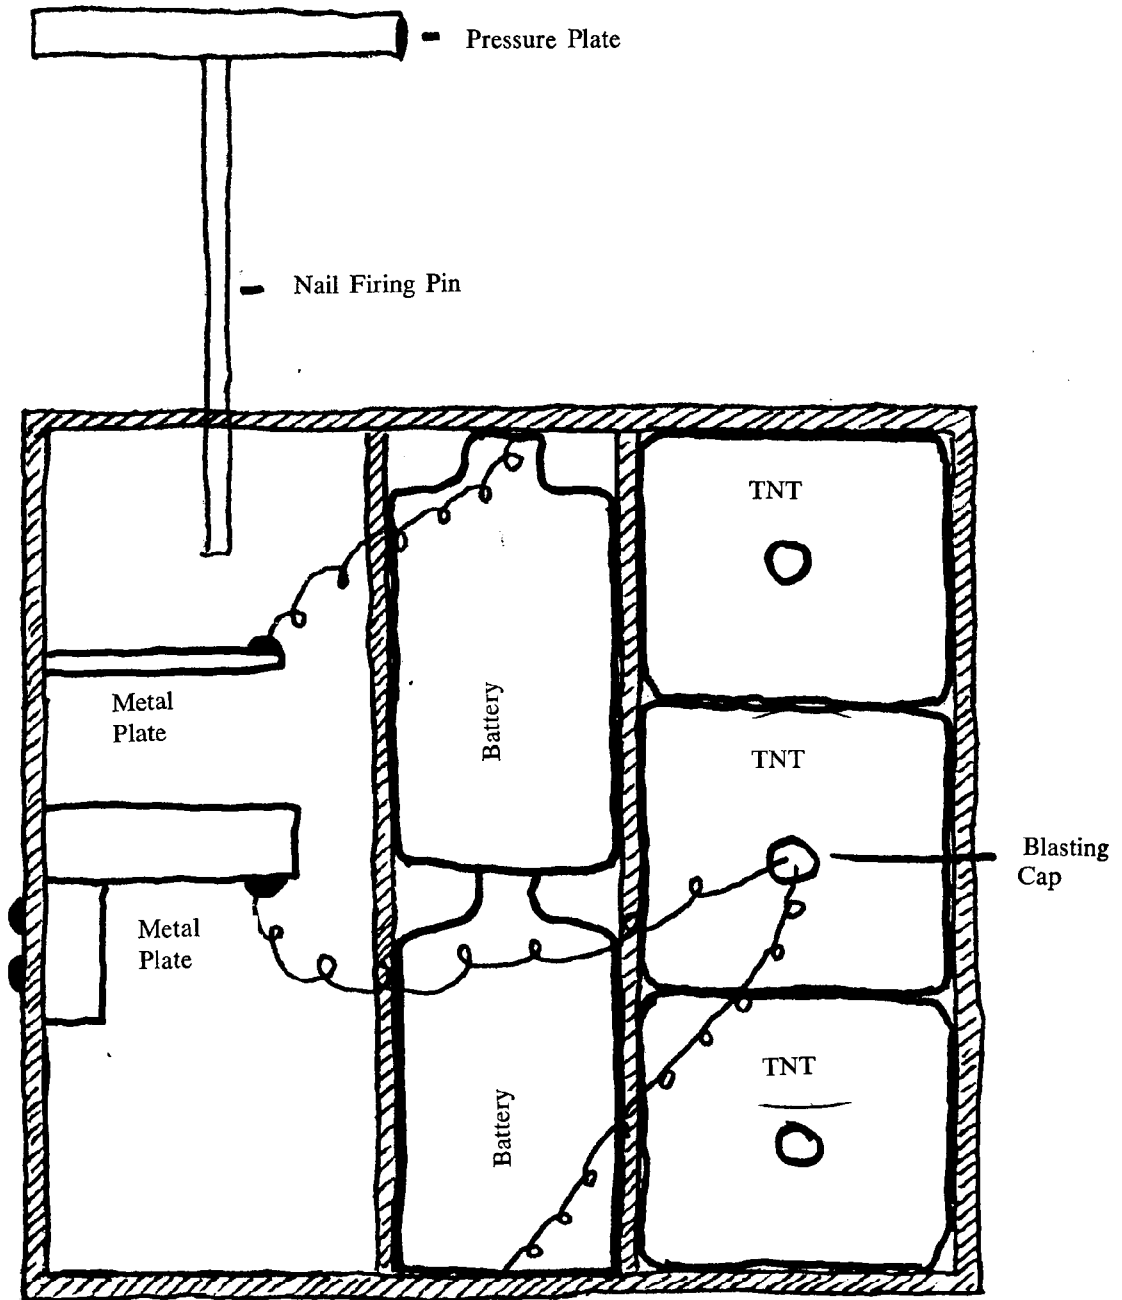 Pressure Plate
Nail Firing Pin
TNT
Metal
Plate
Battery
TNT
Blasting
Cap
Metal
Plate
Battery
TNT